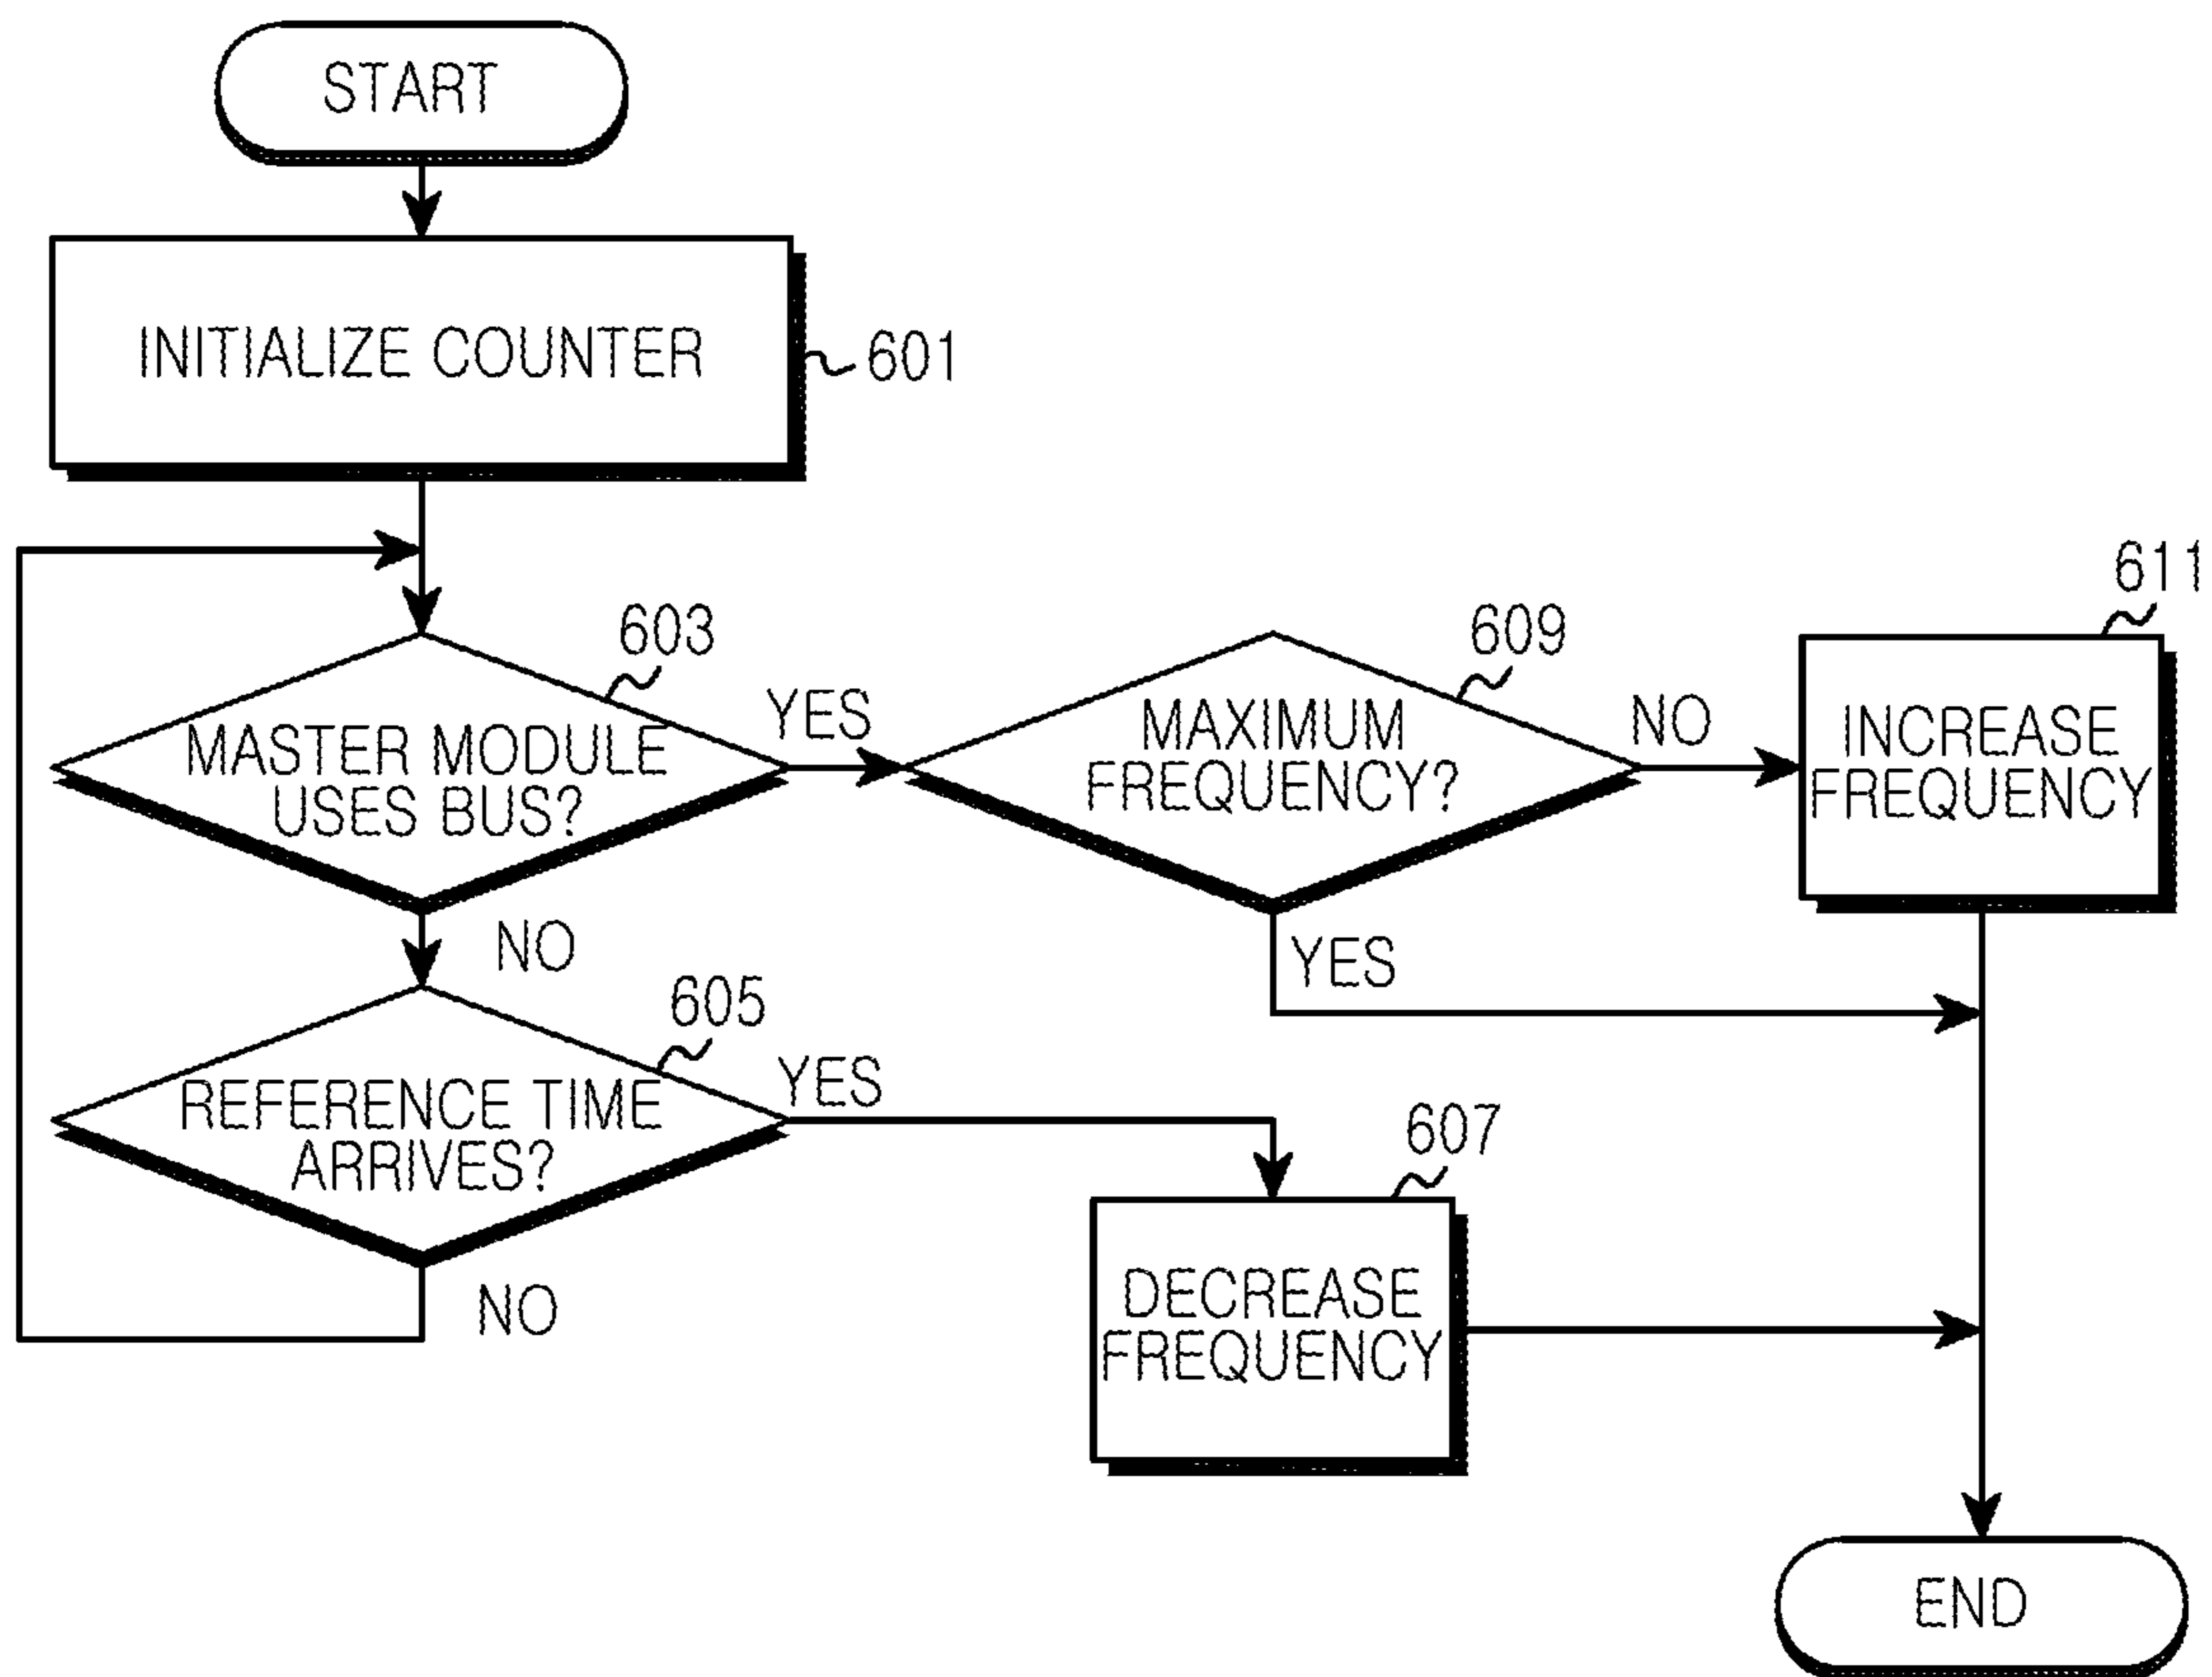 START
INITIALIZE COUNTER
601
603
MASTER MODULE
USES BUS?
YES
609
MAXIMUM
FREQUENCY?
NO
611
INCREASE
FREQUENCY
NO
YES
605
REFERENCE TIME
ARRIVES?
YES
NO
607
DECREASE
FREQUENCY
END